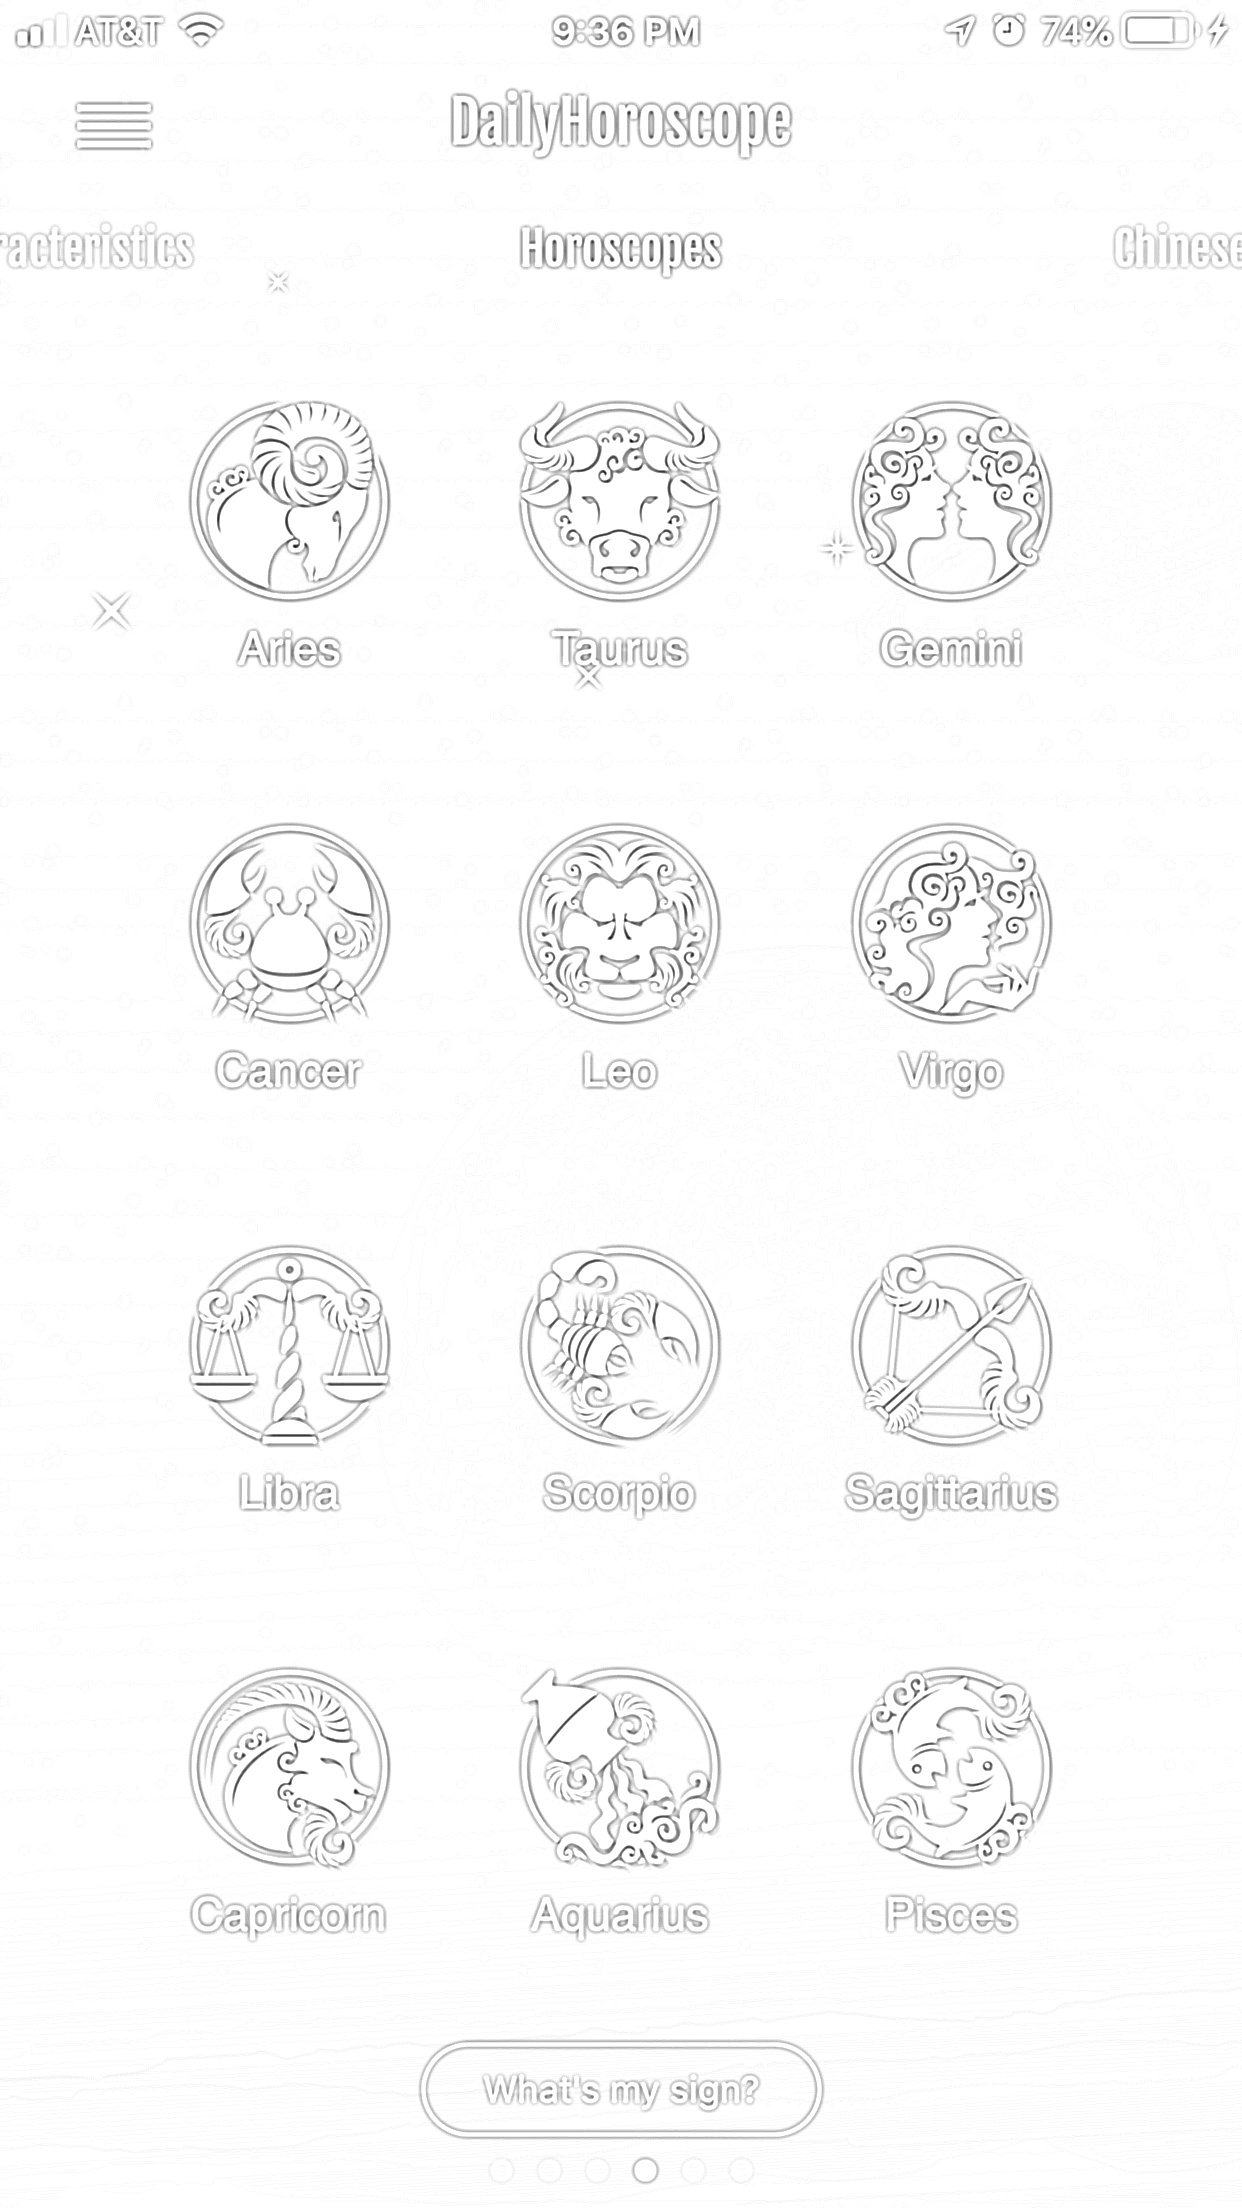 AT&T 9:36 PM 74%
DailyHoroscope
racteristics Horoscopes Chinese
Aries Taurus Gemini
Cancer Leo Virgo
Libra Scorpio Sagittarius
Capricorn Aquarius Pisces
What's my sign?